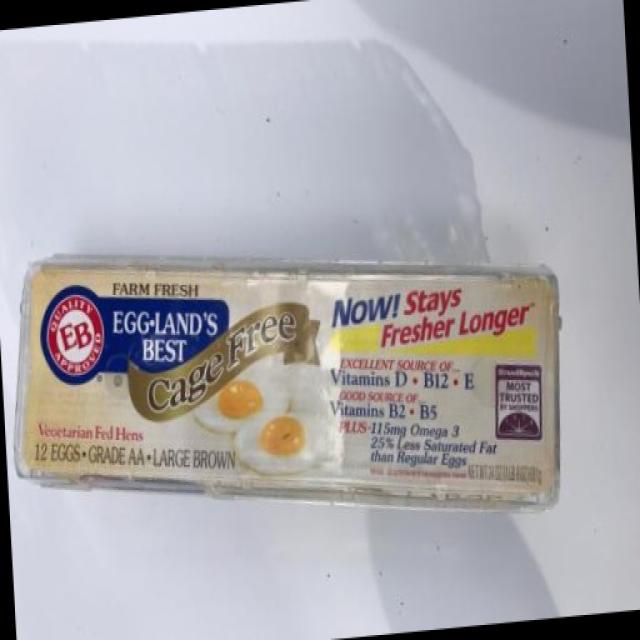 FARM FRESH
QUALITY
EB
APPROVED
EGG·LAND'S
BEST
Cage Free
Vegetarian Fed Hens
12 EGGS • GRADE AA • LARGE BROWN
Now! Stays
Fresher Longer
EXCELLENT SOURCE OF...
Vitamins D • B12 • E
GOOD SOURCE OF...
Vitamins B2 • B5
PLUS-115mg Omega 3
25% Less Saturated Fat
than Regular Eggs
MOST
TRUSTED
BY SHOPPERS